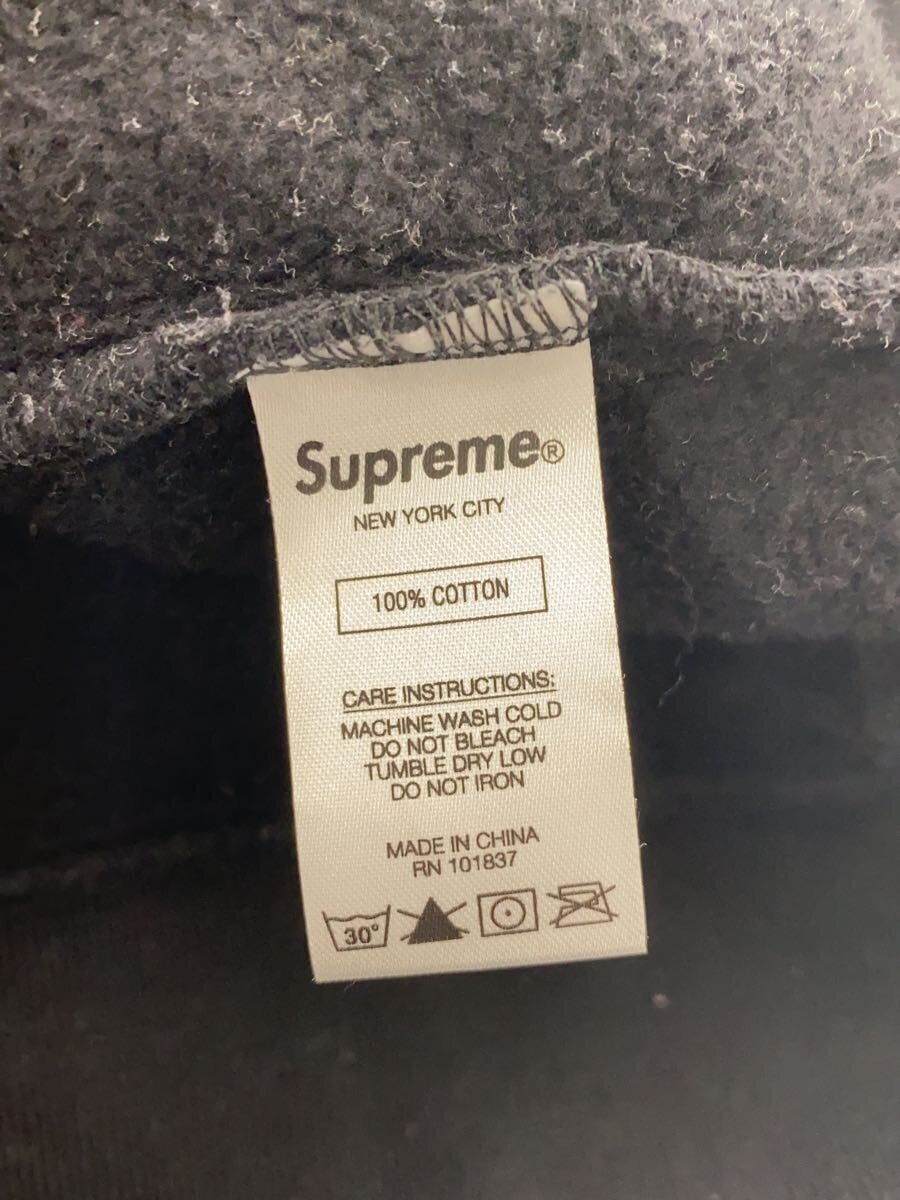 Supreme®
NEW YORK CITY
100% COTTON
CARE INSTRUCTIONS:
MACHINE WASH COLD
DO NOT BLEACH
TUMBLE DRY LOW
DO NOT IRON
MADE IN CHINA
RN 101837
30°